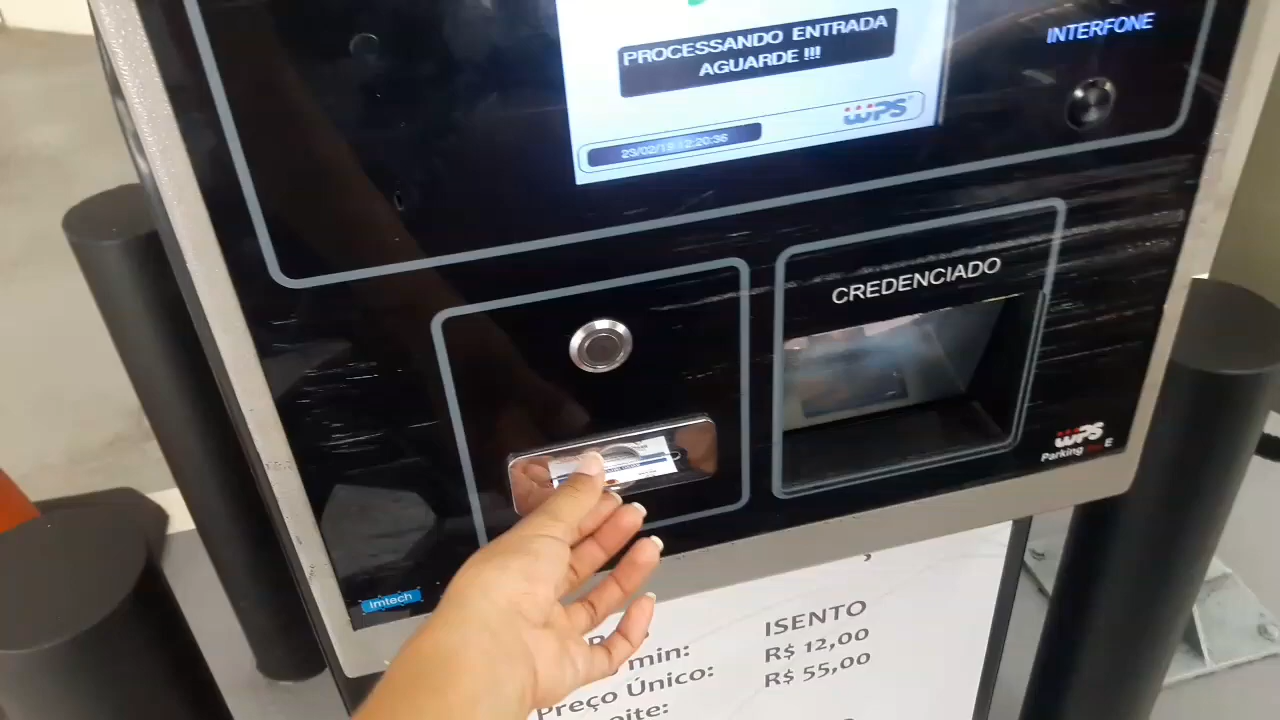 PROCESSANDO ENTRADA
AGUARDE !!!
INTERFONE
WPS
23/02/19 12:20:36
CREDENCIADO
WPS
Parking E
Imtech
ISENTO
min: R$ 12,00
Preço Único: R$ 55,00